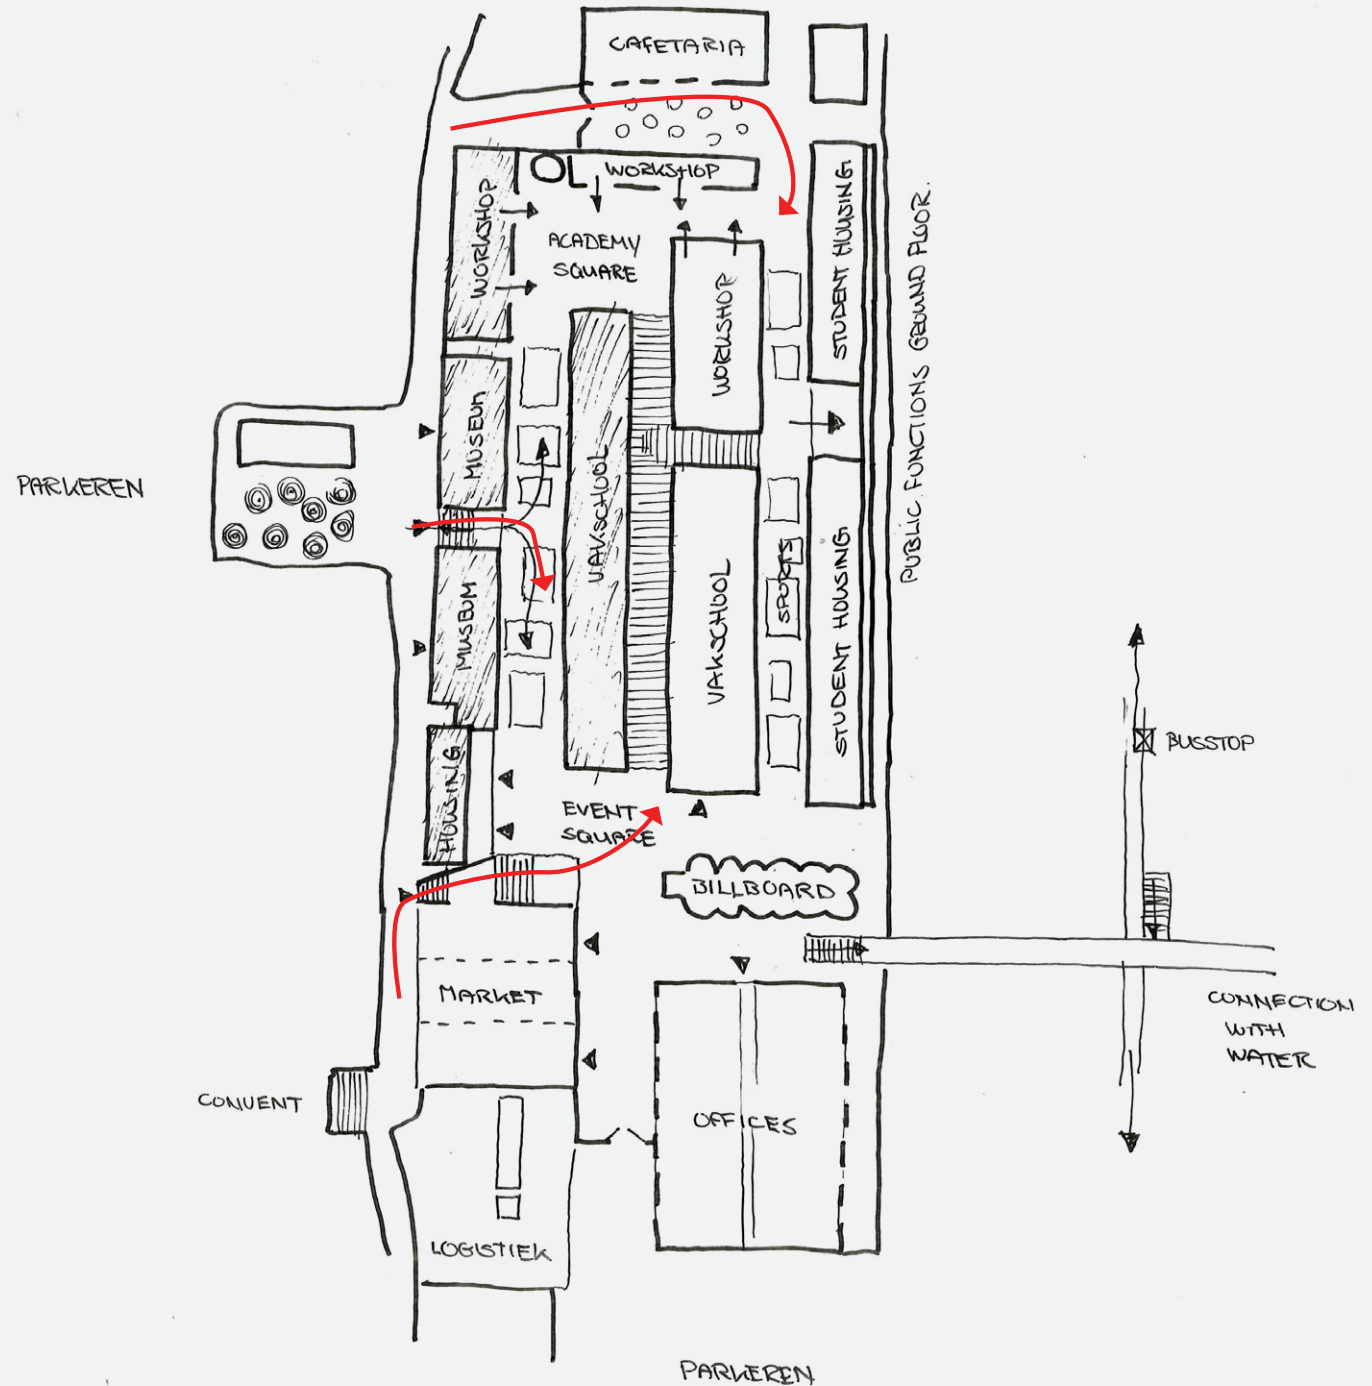 CAFETARIA
WORKSHOP
WORKSHOP
ACADEMY
SQUARE
STUDENT HOUSING
PUBLIC FUNCTIONS GROUND FLOOR.
WORKSHOP
MUSEUM
VAKSCHOOL
PARKEREN
MUSEUM
VAKSCHOOL
SPORTS
STUDENT HOUSING
HOUSING
BUSSTOP
EVENT
SQUARE
BILLBOARD
MARKET
CONNECTION
WITH
WATER
CONVENT
OFFICES
LOGISTIEK
PARKEREN